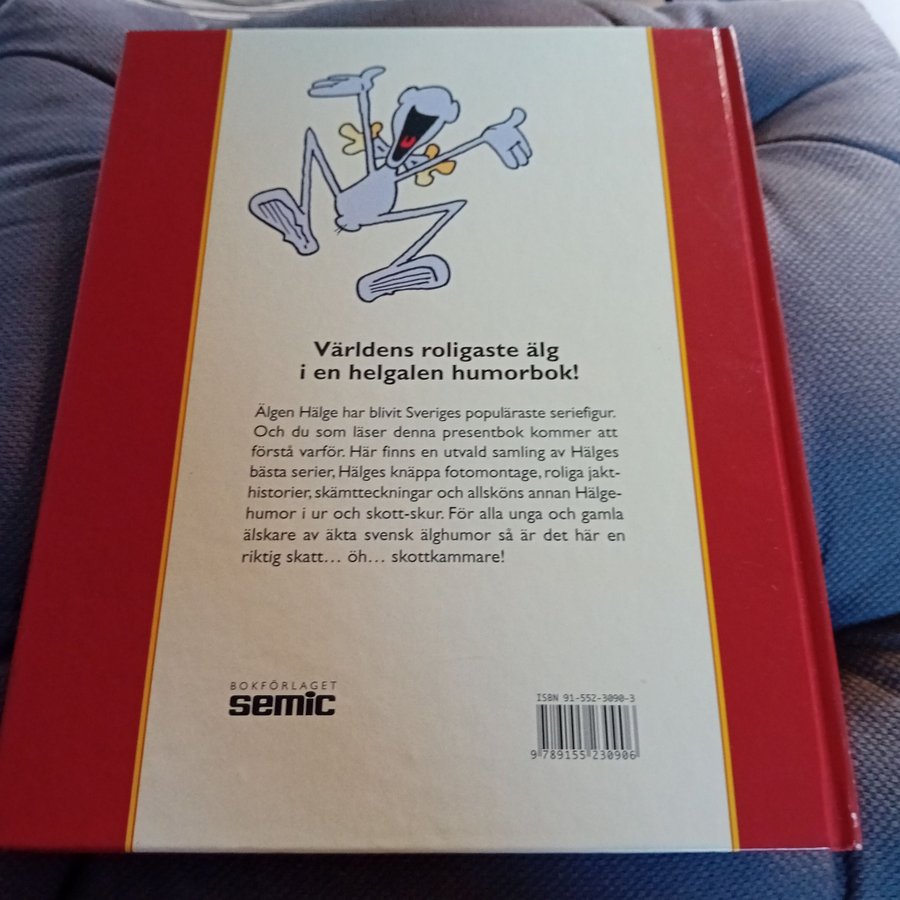 Världens roligaste älg
i en helgalen humorbok!
Älgen Hälge har blivit Sveriges populäraste seriefigur.
Och du som läser denna presentbok kommer att
förstå varför. Här finns en utvald samling av Hälges
bästa serier, Hälges knäppa fotomontage, roliga jakt-
historier, skämtteckningar och allsköns annan Hälge-
humor i ur och skott-skur. För alla unga och gamla
älskare av äkta svensk älghumor så är det här en
riktig skatt... öh... skottkammare!
BOKFÖRLAGET
semic
ISBN 91-552-3090-3
9 789155 230906